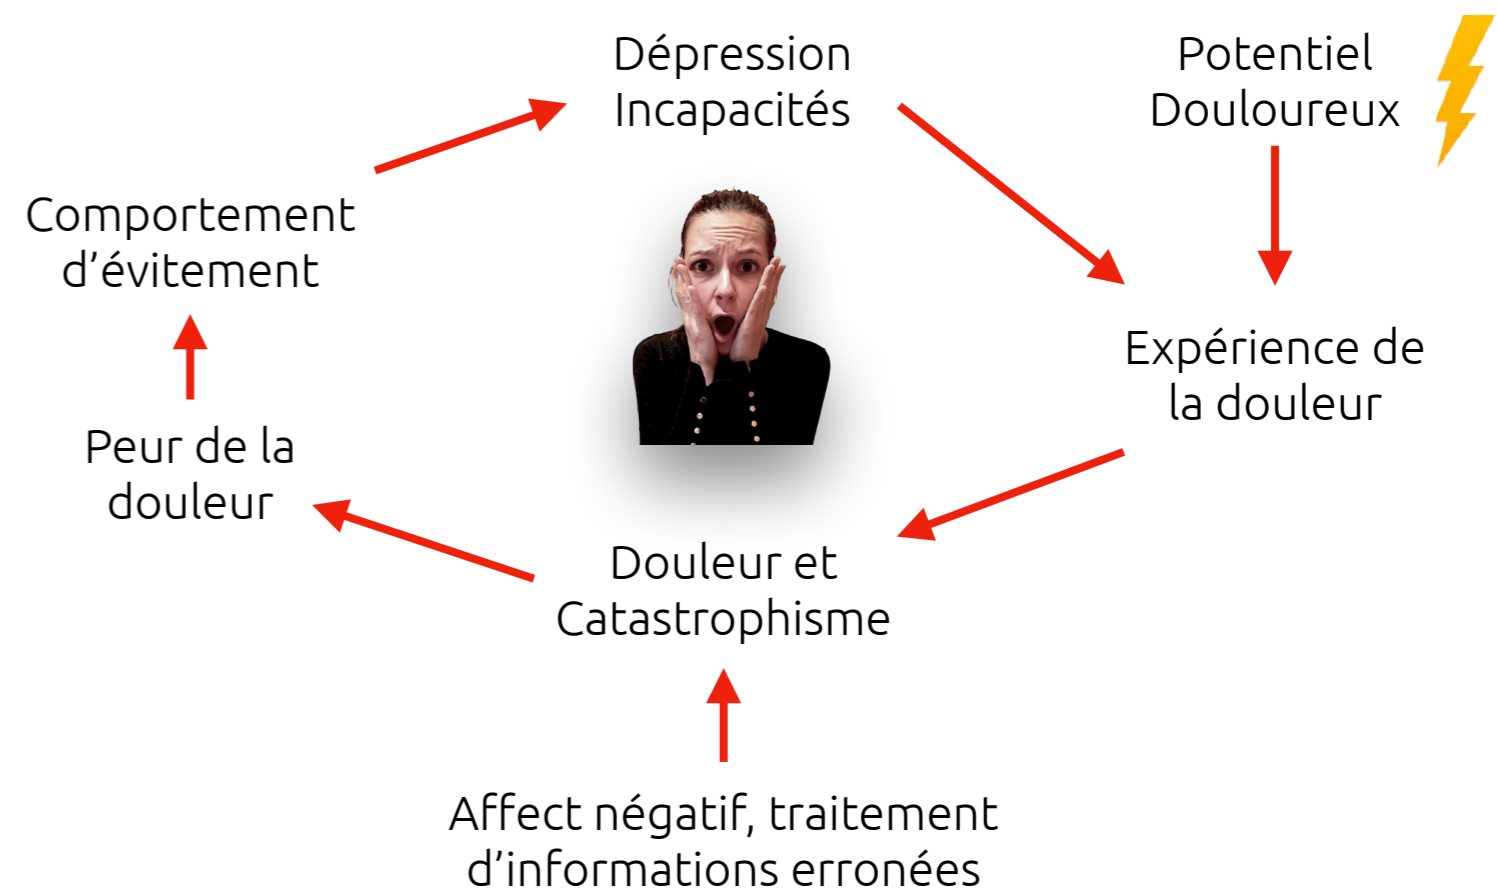 Dépression
Incapacités
Potentiel
Douloureux
Comportement
d’évitement
Expérience de
la douleur
Peur de la
douleur
Douleur et
Catastrophisme
Affect négatif, traitement
d’informations erronées